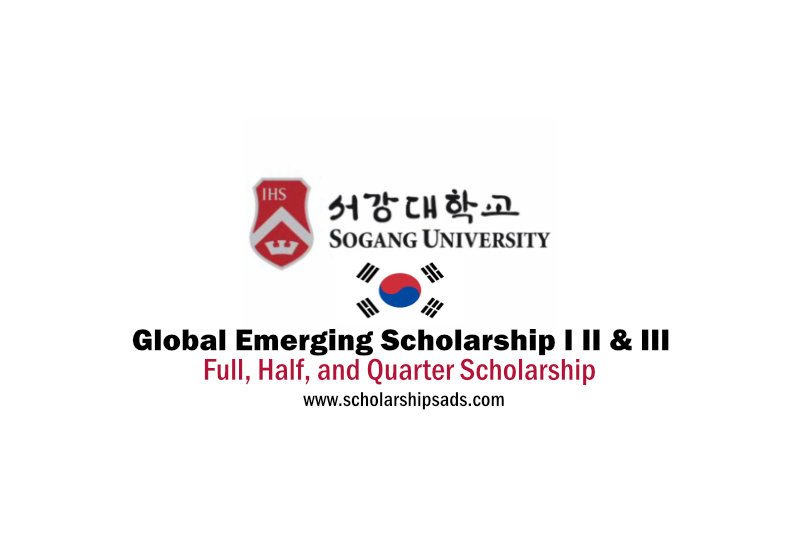 IHS
서강대학교
SOGANG UNIVERSITY
Global Emerging Scholarship I II & III
Full, Half, and Quarter Scholarship
www.scholarshipsads.com